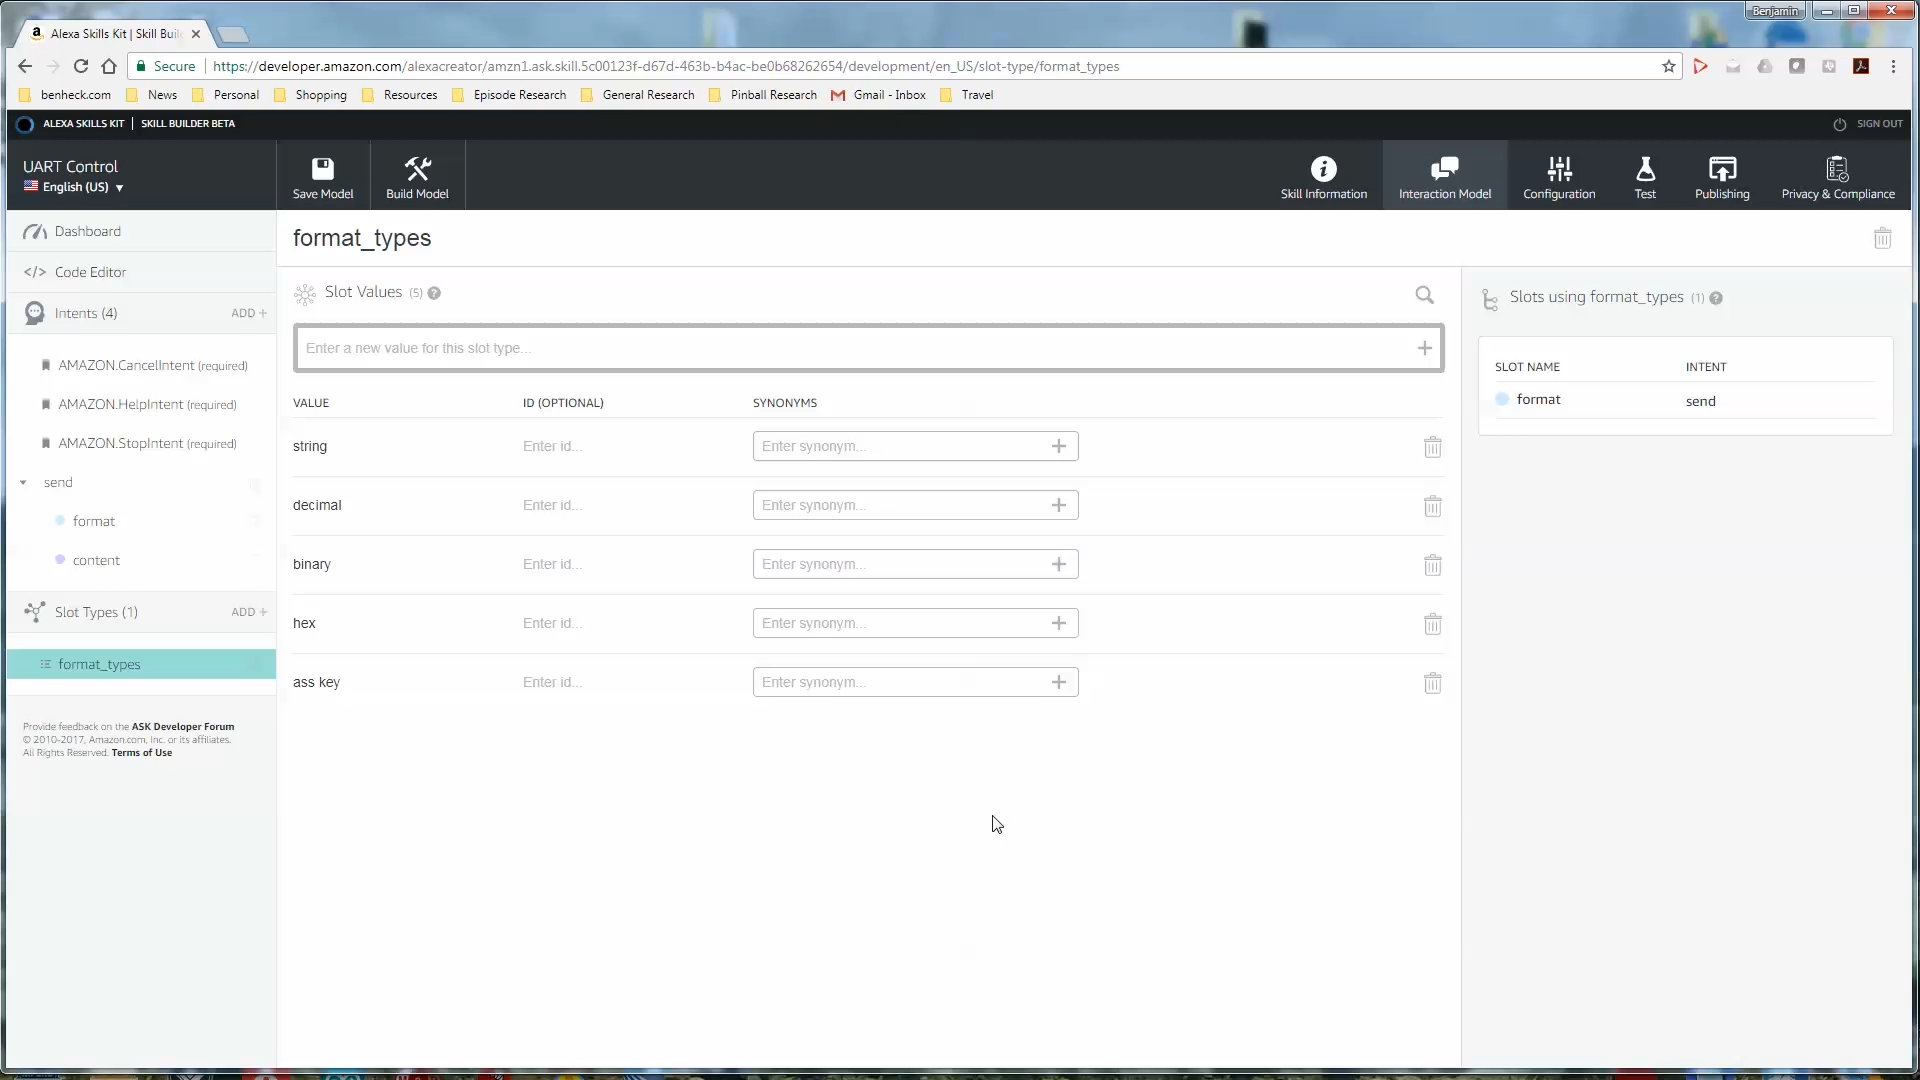 Benjamin
Alexa Skills Kit | Skill Buil
Secure | https://developer.amazon.com/alexacreator/amzn1.ask.skill.5c00123f-d67d-463b-b4ac-be0b68262654/development/en_US/slot-type/format_types
benheck.com News Personal Shopping Resources Episode Research General Research Pinball Research Gmail - Inbox Travel
ALEXA SKILLS KIT | SKILL BUILDER BETA SIGN OUT
UART Control
English (US)
Save Model Build Model Skill Information Interaction Model Configuration Test Publishing Privacy & Compliance
Dashboard
Code Editor
Intents (4) ADD +
AMAZON.CancelIntent (required)
AMAZON.HelpIntent (required)
AMAZON.StopIntent (required)
send
format
content
Slot Types (1) ADD +
format_types
Provide feedback on the ASK Developer Forum
© 2010-2017, Amazon.com, Inc. or its affiliates.
All Rights Reserved. Terms of Use
format_types
Slot Values (5) ?
Enter a new value for this slot type... +
VALUE ID (OPTIONAL) SYNONYMS
string Enter id... Enter synonym... +
decimal Enter id... Enter synonym... +
binary Enter id... Enter synonym... +
hex Enter id... Enter synonym... +
ass key Enter id... Enter synonym... +
Slots using format_types (1) ?
SLOT NAME INTENT
format send